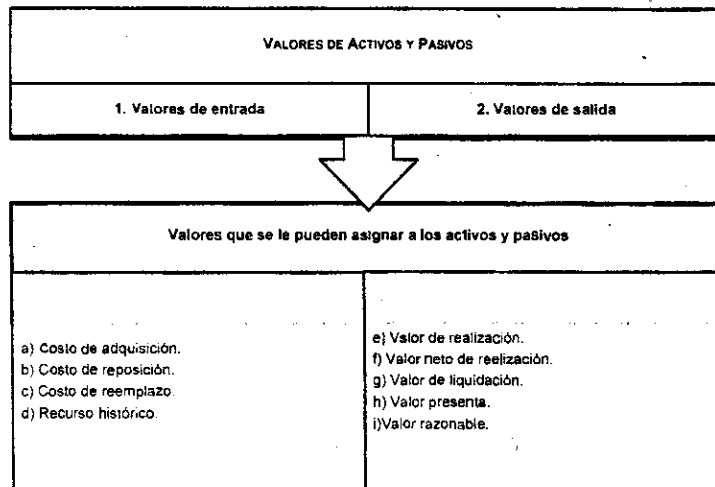 VALORES DE ACTIVOS Y PASIVOS
1. Valores de entrada
2. Valores de salida
Valores que se le pueden asignar a los activos y pasivos
a) Costo de adquisición.
b) Costo de reposición.
c) Costo de reemplazo.
d) Recurso histórico.
e) Valor de realización.
f) Valor neto de reelización.
g) Valor de liquidación.
h) Valor presenta.
i)Valor razonable.